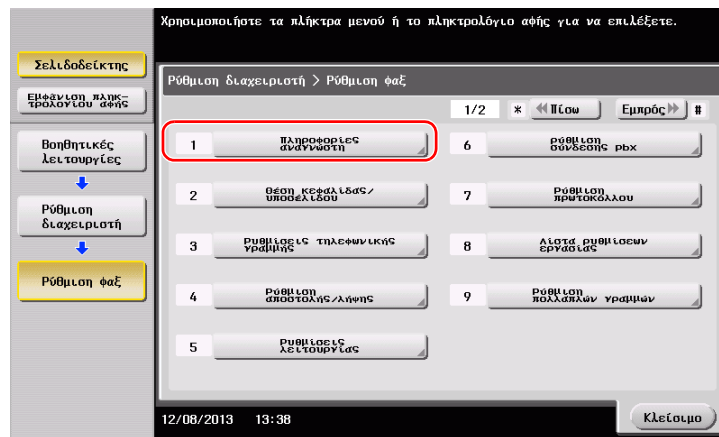 Χρησιμοποιήστε τα πλήκτρα μενού ή το πληκτρολόγιο αφής για να επιλέξετε.
Σελιδοδείκτης
Εμφάνιση πληκ-
τρολογίου αφής
Βοηθητικές
λειτουργίες
Ρύθμιση
διαχειριστή
Ρύθμιση φαξ
Ρύθμιση διαχειριστή > Ρύθμιση φαξ
1/2 * Πίσω Εμπρός #
1 Πληροφορίες
αναγνώστη
2 Θέση κεφαλίδας/
υποσέλιδου
3 Ρυθμίσεις τηλεφωνικής
γραμμής
4 Ρύθμιση
αποστολής/λήψης
5 Ρυθμίσεις
λειτουργίας
6 Ρύθμιση
σύνδεσης pbx
7 Ρύθμιση
πρωτοκόλλου
8 Λίστα ρυθμίσεων
εργασίας
9 Ρύθμιση
πολλαπλών γραμμών
12/08/2013 13:38
Κλείσιμο